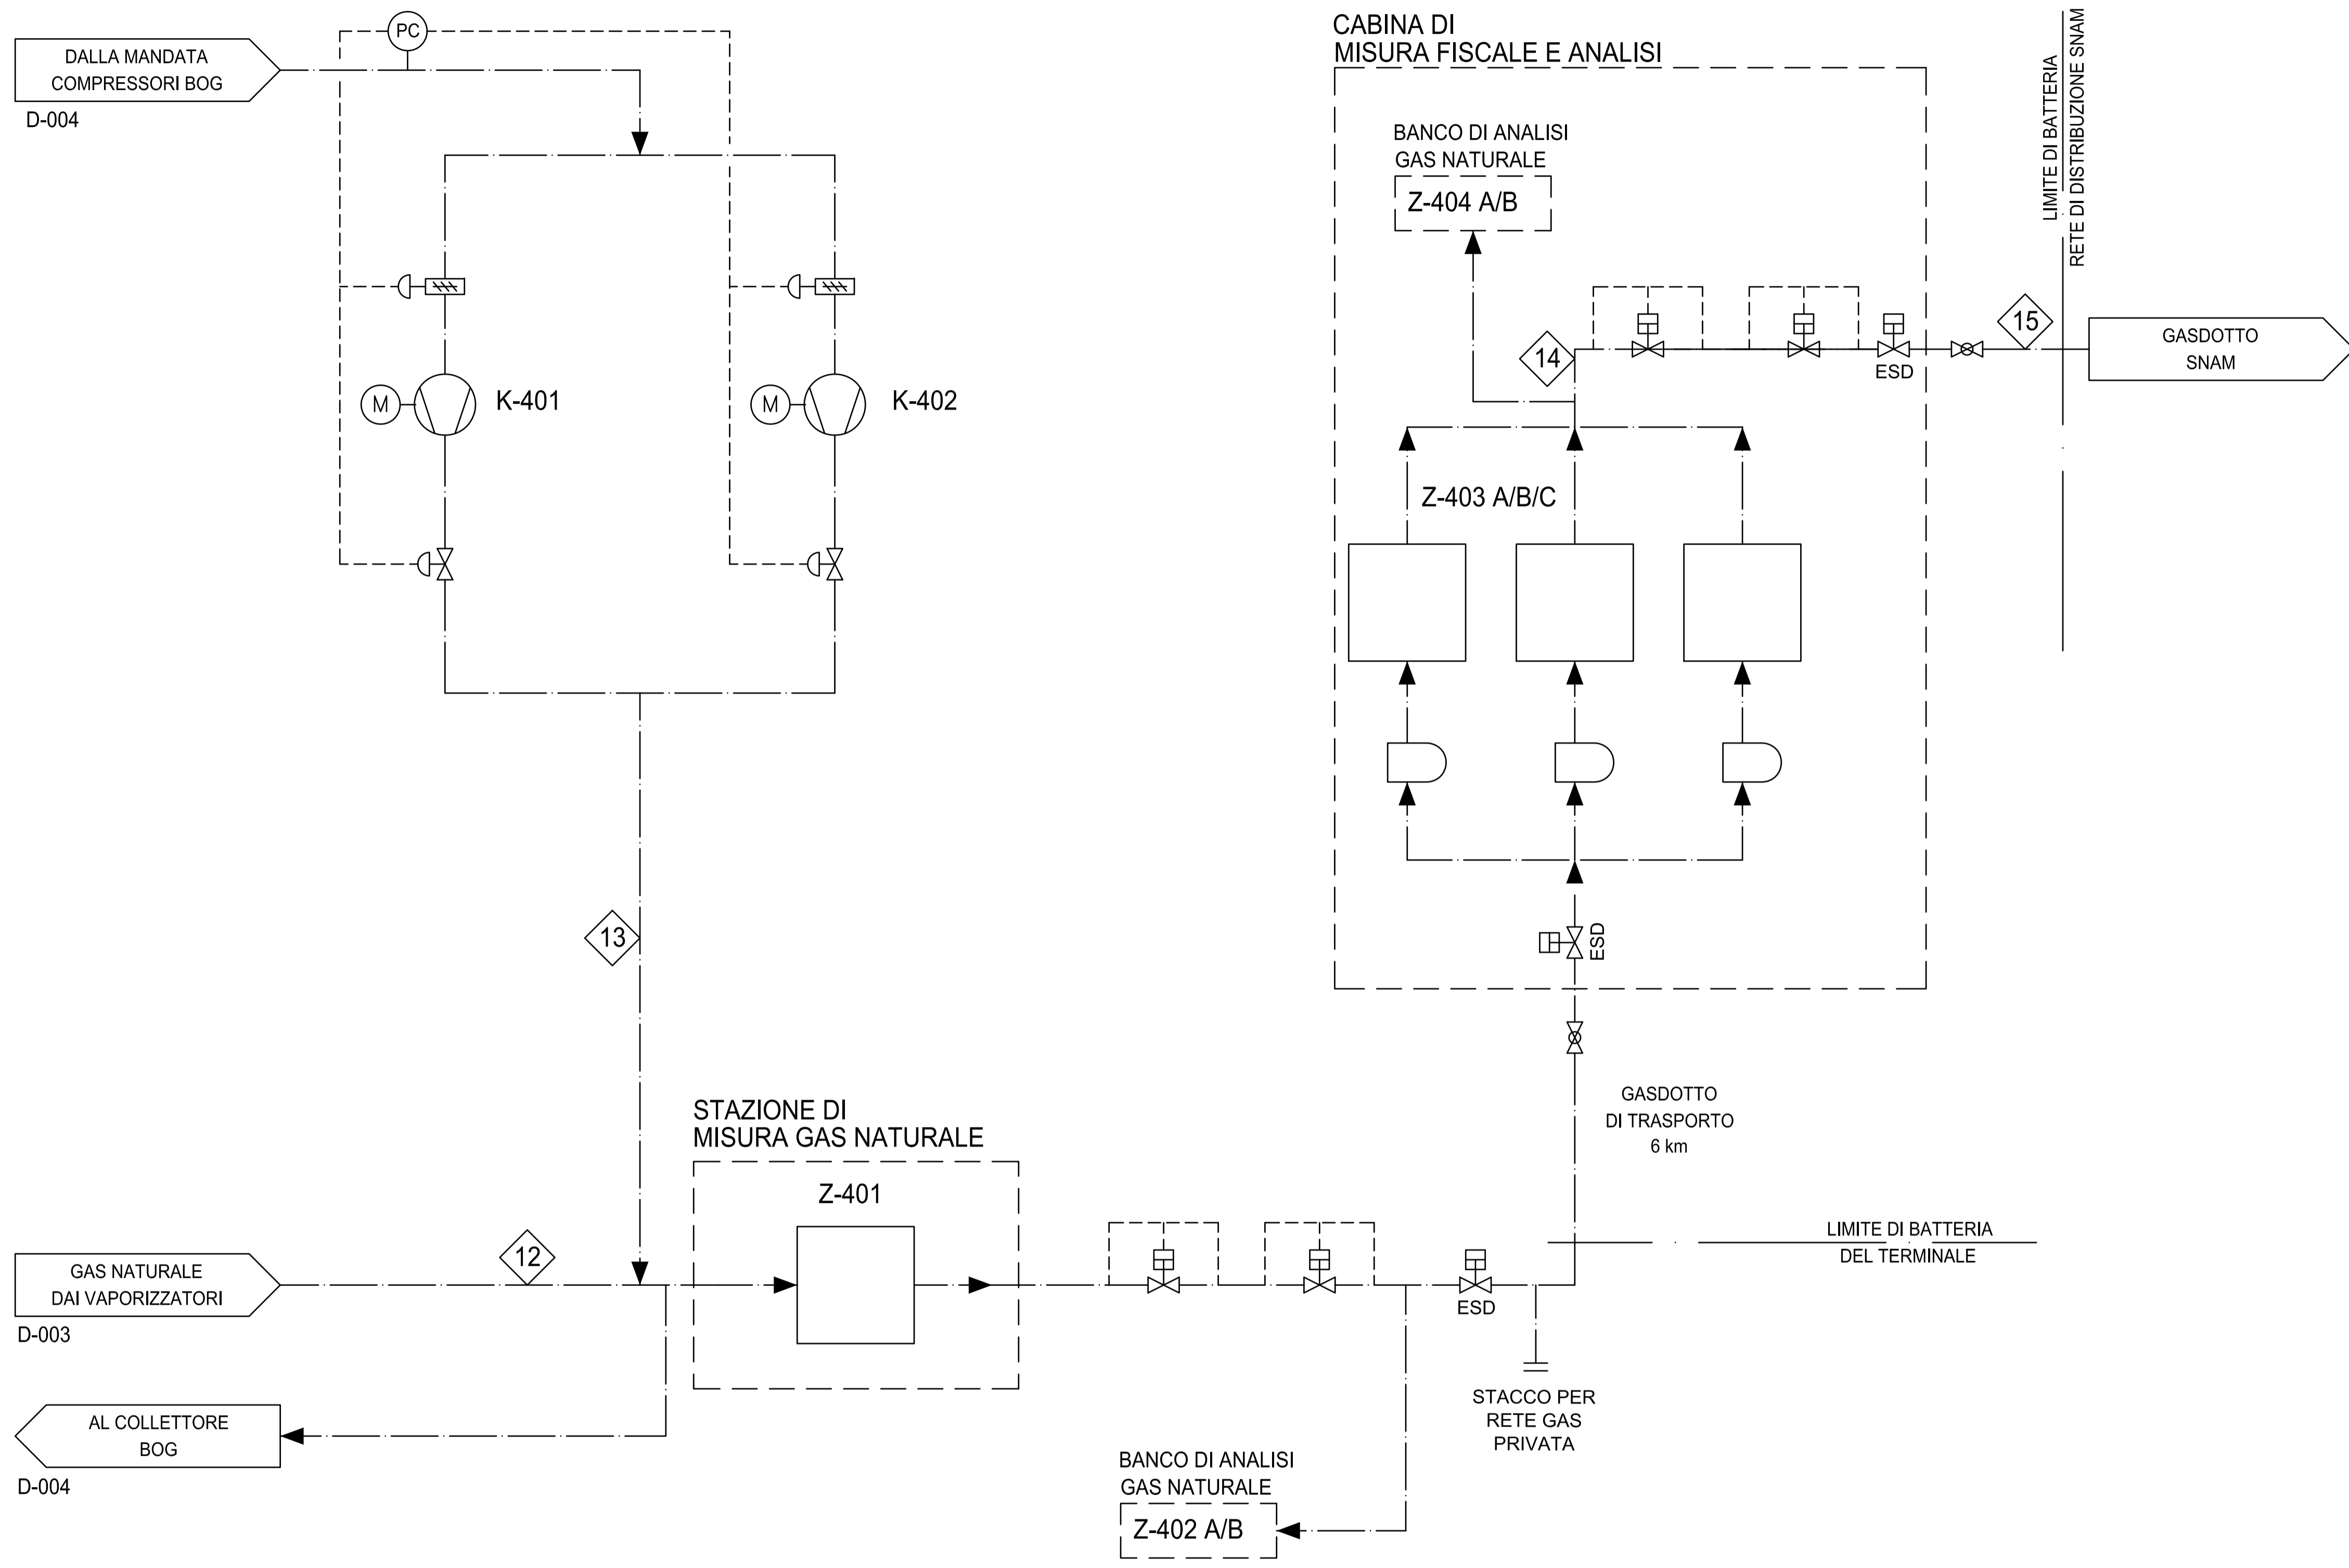 PC
DALLA MANDATA
COMPRESSORI BOG
D-004
M
K-401
M
K-402
13
CABINA DI
MISURA FISCALE E ANALISI
BANCO DI ANALISI
GAS NATURALE
Z-404 A/B
LIMITE DI BATTERIA
RETE DI DISTRIBUZIONE SNAM
14
ESD
15
GASDOTTO
SNAM
Z-403 A/B/C
ESD
GASDOTTO
DI TRASPORTO
6 km
LIMITE DI BATTERIA
DEL TERMINALE
STAZIONE DI
MISURA GAS NATURALE
Z-401
12
GAS NATURALE
DAI VAPORIZZATORI
D-003
AL COLLETTORE
BOG
D-004
ESD
STACCO PER
RETE GAS
PRIVATA
BANCO DI ANALISI
GAS NATURALE
Z-402 A/B